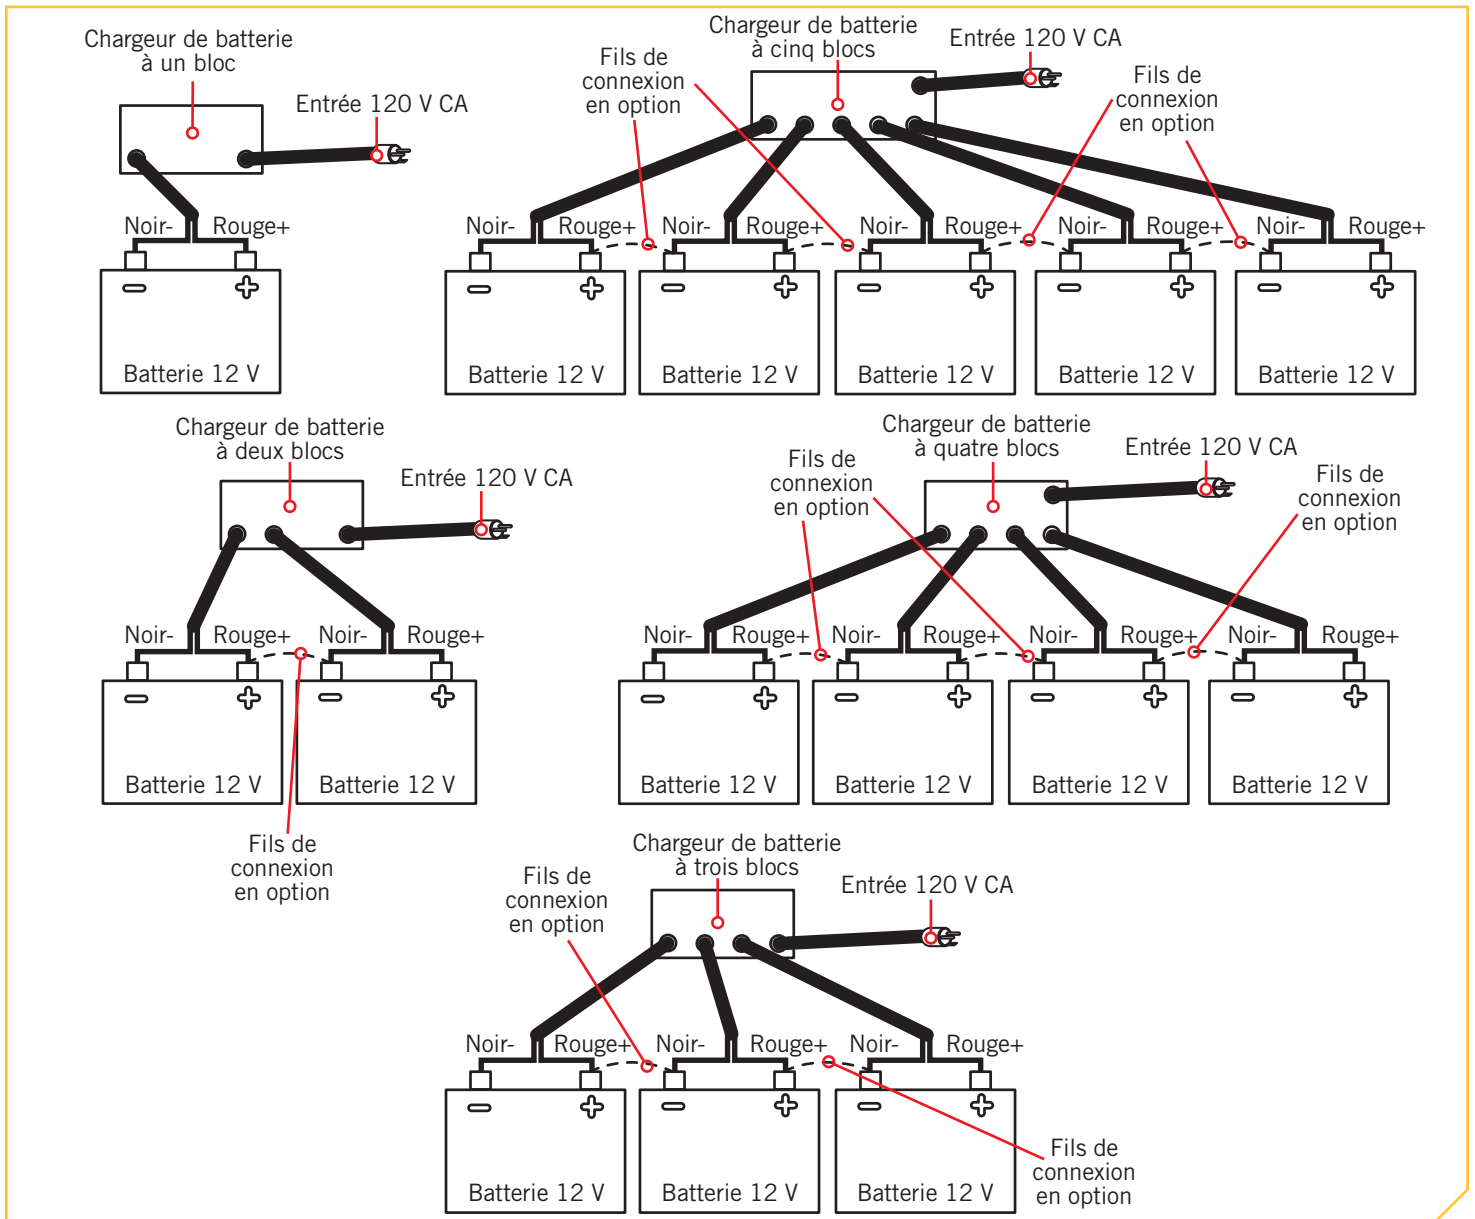 Chargeur de batterie
à un bloc
Entrée 120 V CA
Noir-
Rouge+
Batterie 12 V
Chargeur de batterie
à cinq blocs
Entrée 120 V CA
Fils de
connexion
en option
Fils de
connexion
en option
Noir-
Rouge+
Noir-
Rouge+
Noir-
Rouge+
Noir-
Rouge+
Noir-
Rouge+
Batterie 12 V
Batterie 12 V
Batterie 12 V
Batterie 12 V
Batterie 12 V
Chargeur de batterie
à deux blocs
Entrée 120 V CA
Noir-
Rouge+
Noir-
Rouge+
Batterie 12 V
Batterie 12 V
Fils de
connexion
en option
Chargeur de batterie
à quatre blocs
Entrée 120 V CA
Fils de
connexion
en option
Fils de
connexion
en option
Noir-
Rouge+
Noir-
Rouge+
Noir-
Rouge+
Noir-
Rouge+
Batterie 12 V
Batterie 12 V
Batterie 12 V
Batterie 12 V
Chargeur de batterie
à trois blocs
Entrée 120 V CA
Fils de
connexion
en option
Noir-
Rouge+
Noir-
Rouge+
Noir-
Rouge+
Batterie 12 V
Batterie 12 V
Batterie 12 V
Fils de
connexion
en option